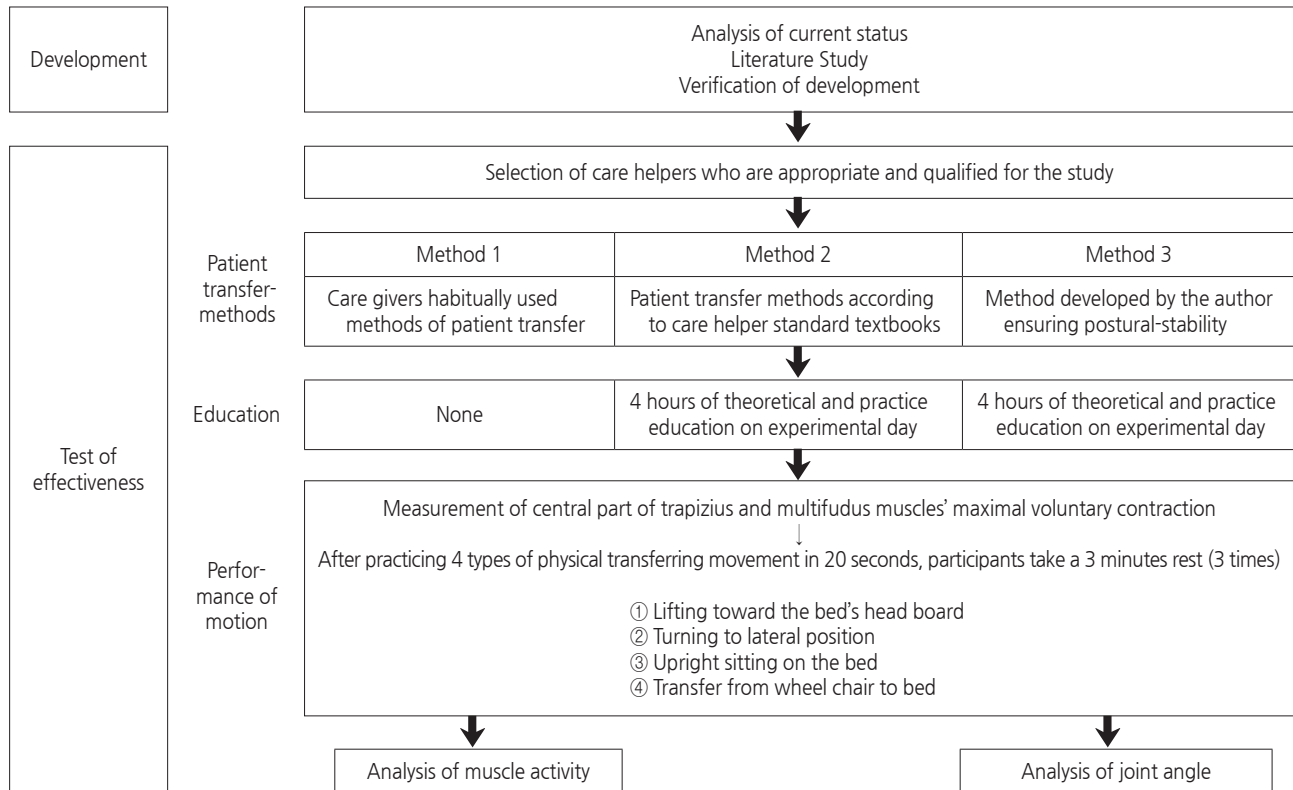 Development
Analysis of current status
Literature Study
Verification of development
Test of
effectiveness
Selection of care helpers who are appropriate and qualified for the study
Patient
transfer-
methods
Method 1
Method 2
Method 3
Care givers habitually used
methods of patient transfer
Patient transfer methods according
to care helper standard textbooks
Method developed by the author
ensuring postural-stability
Education
None
4 hours of theoretical and practice
education on experimental day
4 hours of theoretical and practice
education on experimental day
Perfor-
mance of
motion
Measurement of central part of trapizius and multifudus muscles’ maximal voluntary contraction
↓
After practicing 4 types of physical transferring movement in 20 seconds, participants take a 3 minutes rest (3 times)
① Lifting toward the bed’s head board
② Turning to lateral position
③ Upright sitting on the bed
④ Transfer from wheel chair to bed
Analysis of muscle activity
Analysis of joint angle